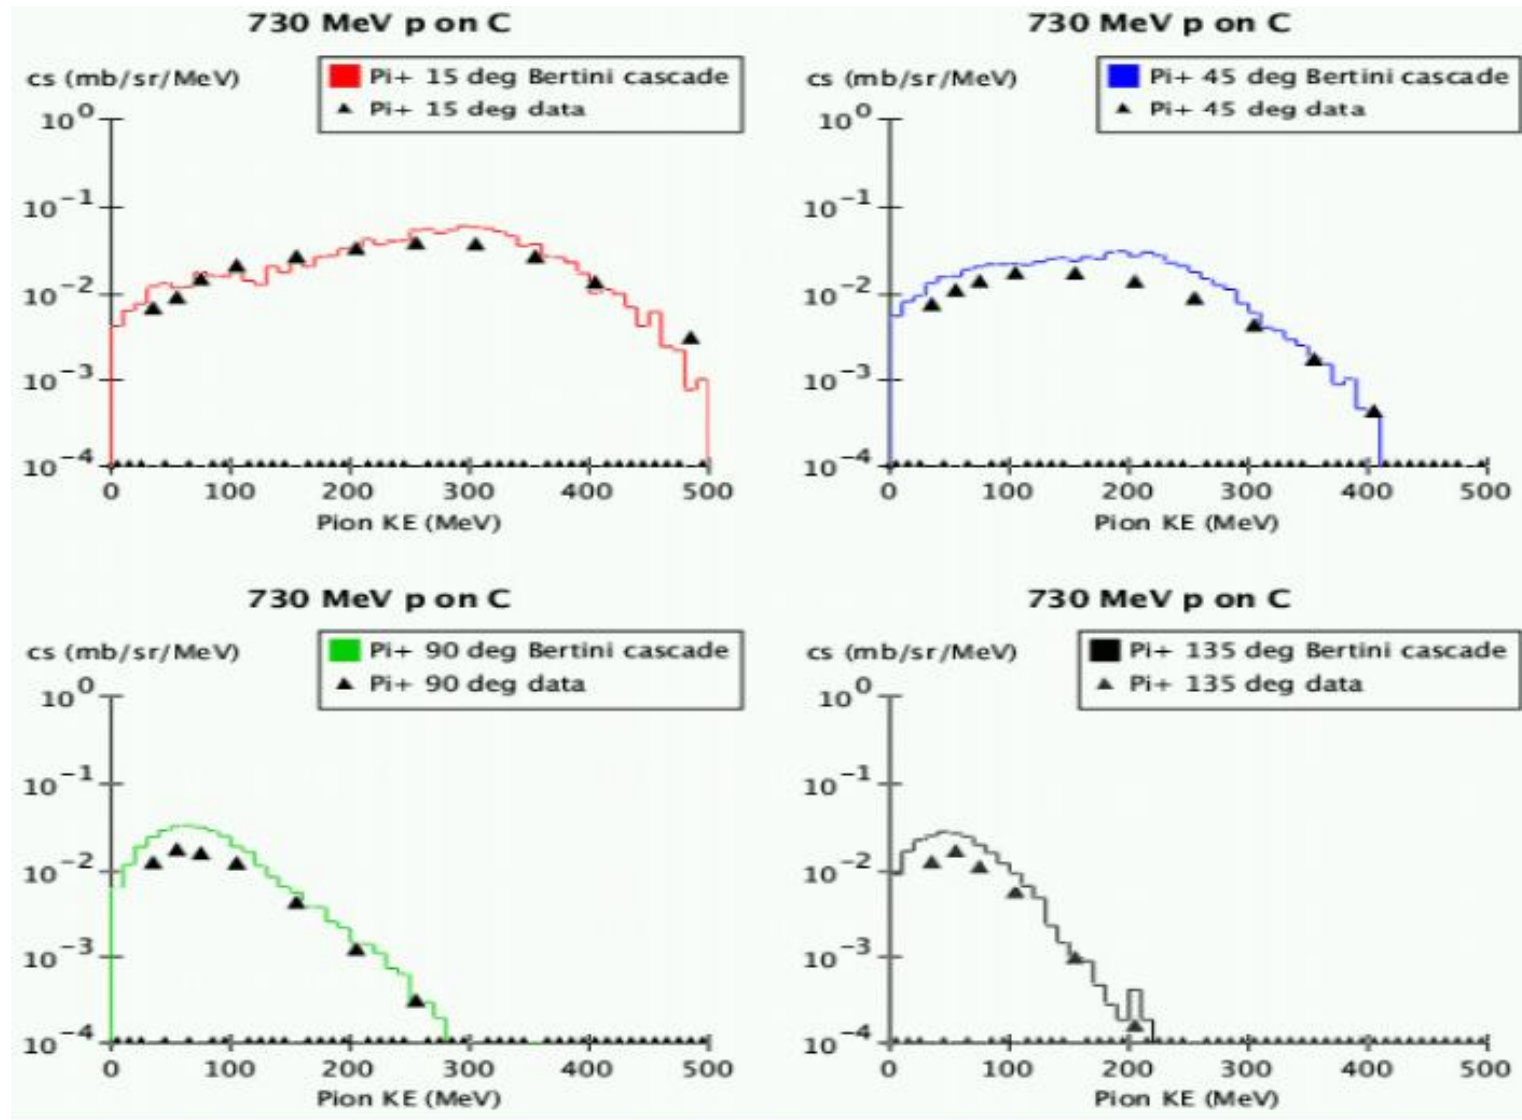 730 MeV p on C
cs (mb/sr/MeV)
Pi+ 15 deg Bertini cascade
Pi+ 15 deg data
10^0
10^-1
10^-2
10^-3
10^-4
0 100 200 300 400 500
Pion KE (MeV)
730 MeV p on C
cs (mb/sr/MeV)
Pi+ 45 deg Bertini cascade
Pi+ 45 deg data
10^0
10^-1
10^-2
10^-3
10^-4
0 100 200 300 400 500
Pion KE (MeV)
730 MeV p on C
cs (mb/sr/MeV)
Pi+ 90 deg Bertini cascade
Pi+ 90 deg data
10^0
10^-1
10^-2
10^-3
10^-4
0 100 200 300 400 500
Pion KE (MeV)
730 MeV p on C
cs (mb/sr/MeV)
Pi+ 135 deg Bertini cascade
Pi+ 135 deg data
10^0
10^-1
10^-2
10^-3
10^-4
0 100 200 300 400 500
Pion KE (MeV)